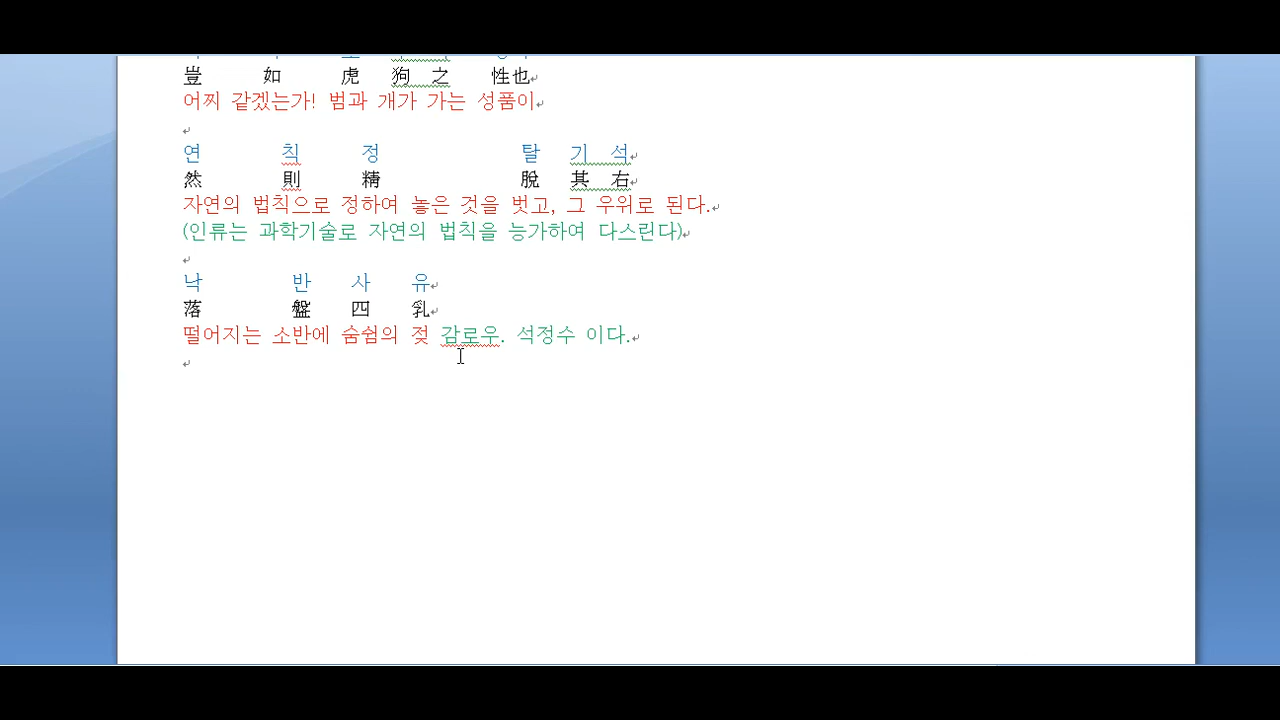 豈 如 虎 狗 之 性也
어찌 같겠는가! 범과 개가 가는 성품이
연 칙 정 탈 기 석
然 則 精 脫 其 右
자연의 법칙으로 정하여 놓은 것을 벗고, 그 우위로 된다.
(인류는 과학기술로 자연의 법칙을 능가하여 다스린다)
낙 반 사 유
落 盤 四 乳
떨어지는 소반에 숨쉼의 젖 감로우. 석정수 이다.